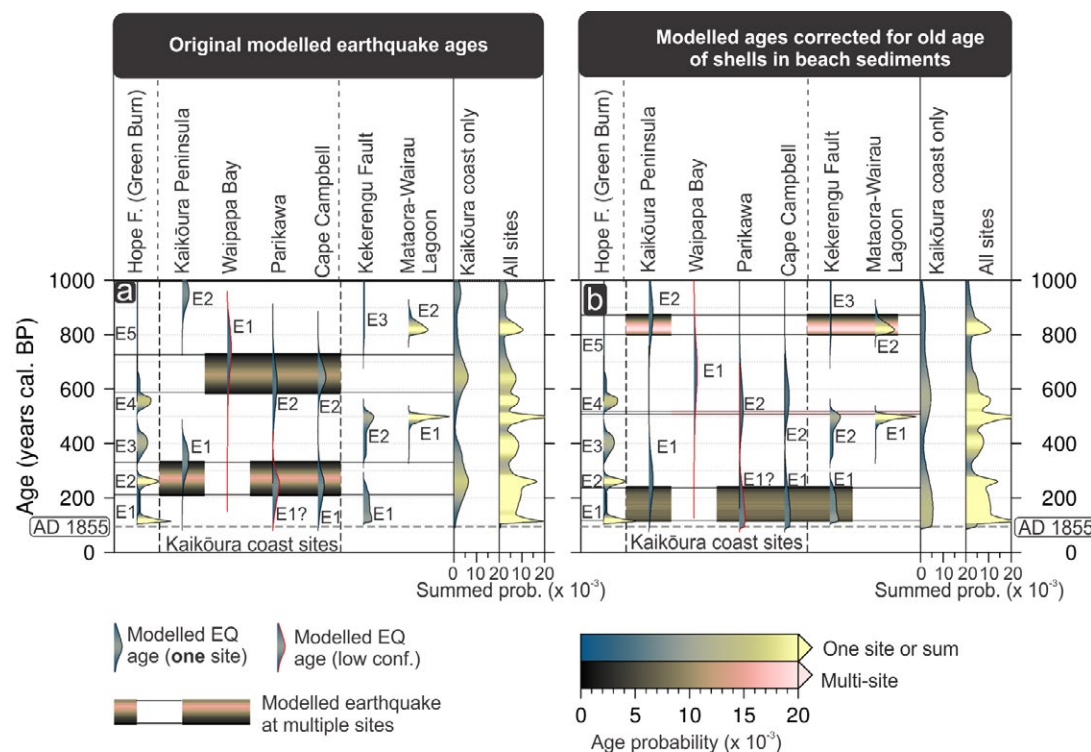 Original modelled earthquake ages
Modelled ages corrected for old age
of shells in beach sediments
Hope F. (Green Burn)
Kaikōura Peninsula
Waipapa Bay
Parikawa
Cape Campbell
Kekerengu Fault
Mataora-Wairau
Lagoon
Kaikōura coast only
All sites
Hope F. (Green Burn)
Kaikōura Peninsula
Waipapa Bay
Parikawa
Cape Campbell
Kekerengu Fault
Mataora-Wairau
Lagoon
Kaikōura coast only
All sites
Age (years cal. BP)
1000
800
600
400
200
0
AD 1855
a
E5
E4
E3
E2
E1
E2
E1
E1
E2
E1?
E2
E1
E3
E2
E1
E2
E1
Kaikōura coast sites
0 10 20 10 20
Summed prob. (x 10⁻³)
b
E5
E4
E3
E2
E1
E2
E1
E1
E2
E1?
E2
E1
E3
E2
E1
E2
E1
Kaikōura coast sites
0 10 20 10 20
Summed prob. (x 10⁻³)
1000
800
600
400
200
0
AD 1855
Modelled EQ
age (one site)
Modelled EQ
age (low conf.)
Modelled earthquake
at multiple sites
One site or sum
Multi-site
0 5 10 15 20
Age probability (x 10⁻³)